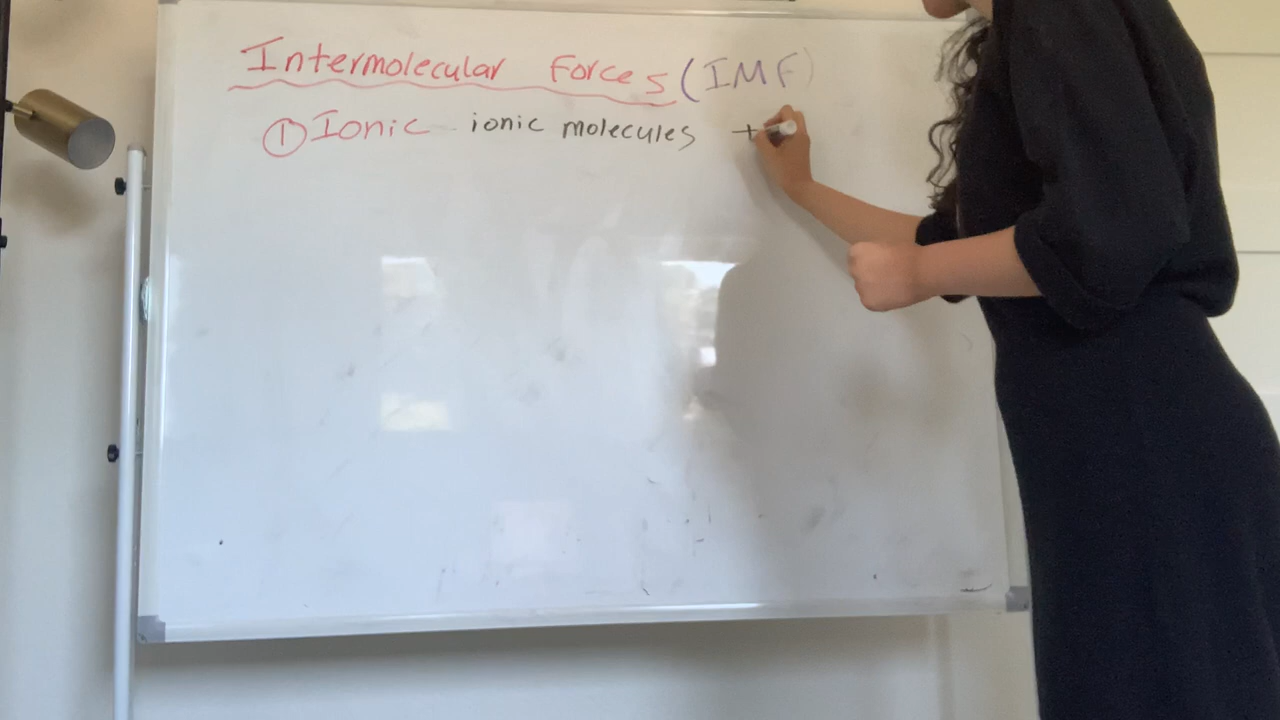 Intermolecular Forces (IMF)
① Ionic ionic molecules +